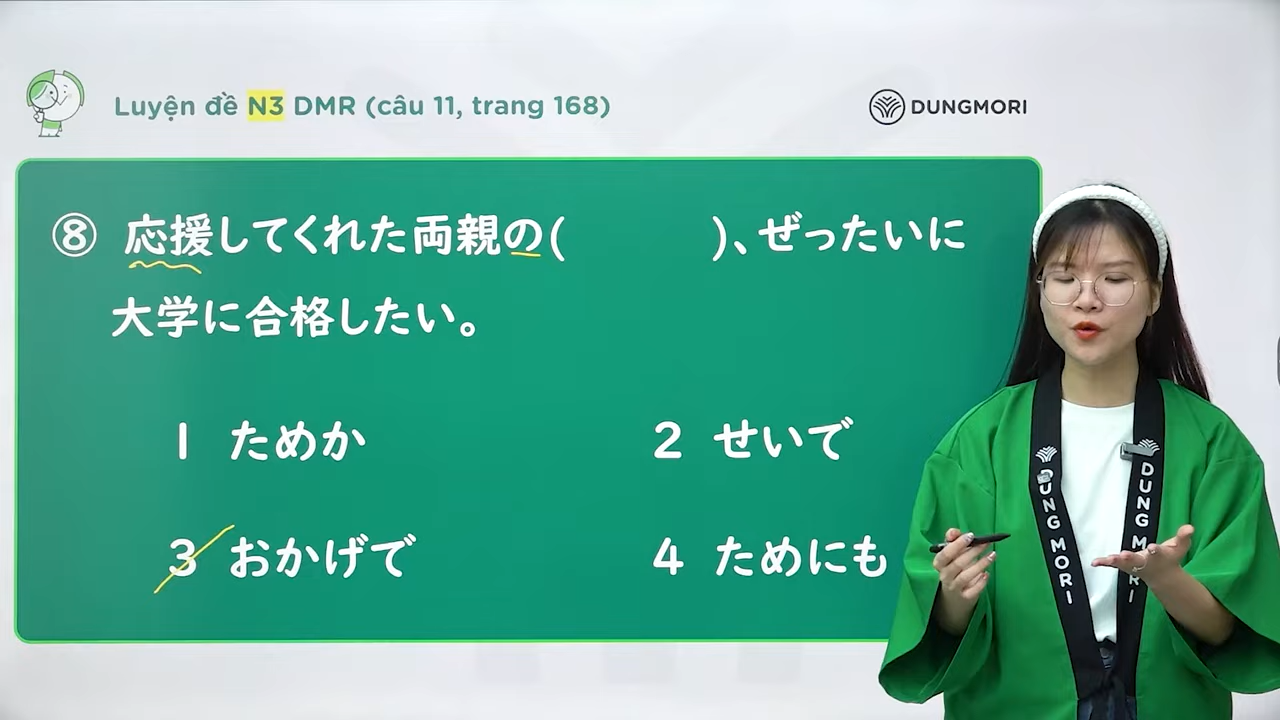 Luyện đề N3 DMR (câu 11, trang 168)
DUNGMORI
⑧ 応援してくれた両親の( )、ぜったいに
大学に合格したい。
1 ためか
2 せいで
3 おかげで
4 ためにも
DUNG MORI
DUNG MORI